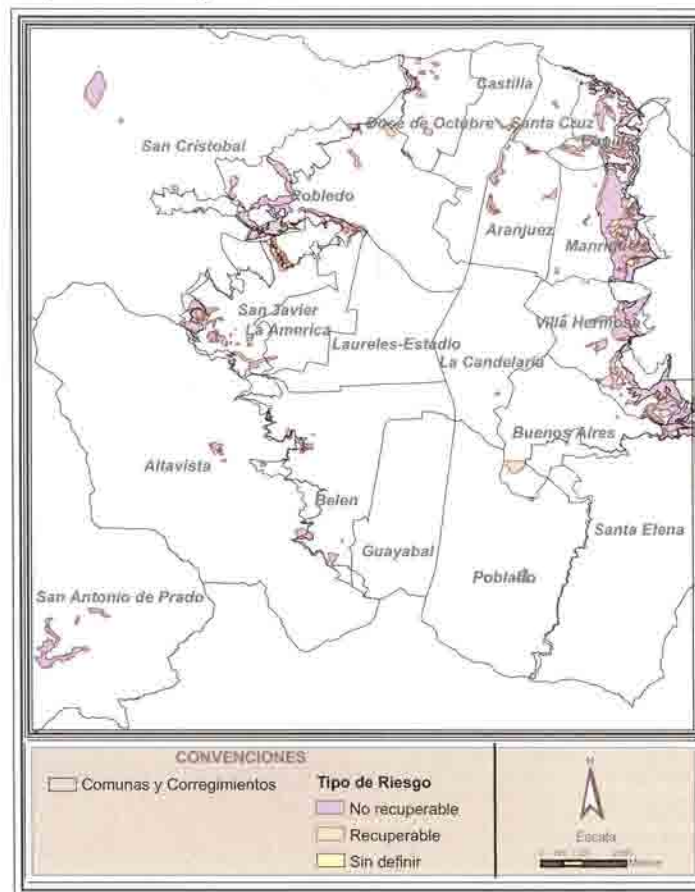 Castilla
Doce de Octubre
Santa Cruz
San Cristobal
Robledo
Aranjuez
Manrique
San Javier
La America
Villa Hermosa
Laureles-Estadio
La Candelaria
Buenos Aires
Altavista
Belen
Santa Elena
Guayabal
Poblado
San Antonio de Prado
CONVENCIONES
Comunas y Corregimientos
Tipo de Riesgo
No recuperable
Recuperable
Sin definir
N
Escala